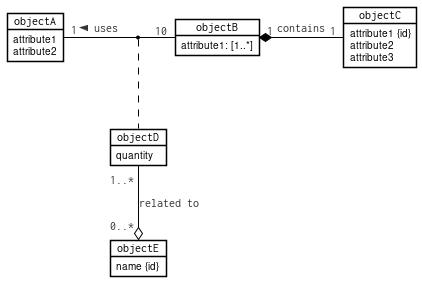 objectA
attribute1
attribute2
1 ◄ uses 10
objectB
attribute1: [1..*]
1 contains 1
objectC
attribute1 {id}
attribute2
attribute3
objectD
quantity
1..*
related to
0..*
objectE
name {id}